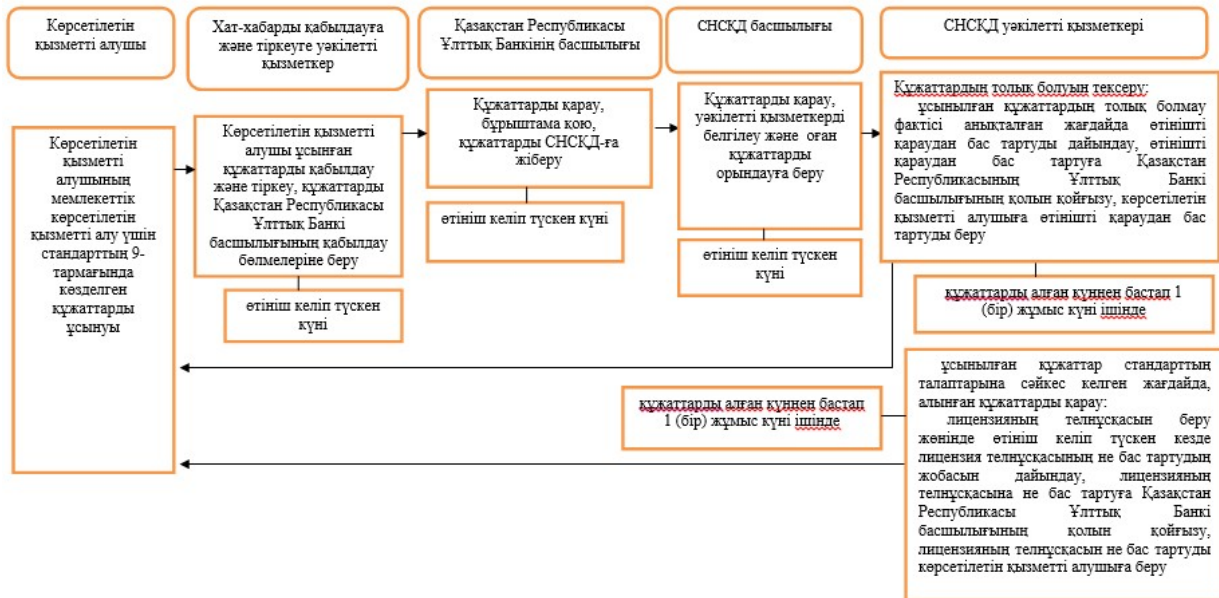 Көрсетілетін
қызметті алушы
Хат-хабарды қабылдауға
және тіркеуге уәкілетті
қызметкер
Қазақстан Республикасы
Ұлттық Банкінің басшылығы
СНСҚД басшылығы
СНСҚД уәкілетті қызметкері
Көрсетілетін
қызметті
алушының
мемлекеттік
көрсетілетін
қызметті алу үшін
стандарттың 9-
тармағында
көзделген
құжаттарды
ұсынуы
Көрсетілетін қызметті
алушы ұсынған
құжаттарды қабылдау
және тіркеу, құжаттарды
Қазақстан Республикасы
Ұлттық Банкі
басшылығының қабылдау
бөлмелеріне беру
өтініш келіп түскен
күні
Құжаттарды қарау,
бұрыштама қою,
құжаттарды СНСҚД-ға
жіберу
өтініш келіп түскен күні
Құжаттарды қарау,
уәкілетті қызметкерді
белгілеу және оған
құжаттарды
орындауға беру
өтініш келіп түскен
күні
Құжаттардың толық болуын тексеру:
ұсынылған құжаттардың толық болмау
фактісі анықталған жағдайда өтінішті
қараудан бас тартуды дайындау, өтінішті
қараудан бас тартуға Қазақстан
Республикасының Ұлттық Банкі
басшылығының қолын қойғызу, көрсетілетін
қызметті алушыға өтінішті қараудан бас
тартуды беру
құжаттарды алған күннен бастап 1
(бір) жұмыс күні ішінде
құжаттарды алған күннен бастап
1 (бір) жұмыс күні ішінде
ұсынылған құжаттар стандарттың
талаптарына сәйкес келген жағдайда,
алынған құжаттарды қарау:
лицензияның телнұсқасын беру
жөнінде өтініш келіп түскен кезде
лицензия телнұсқасының не бас тартудың
жобасын дайындау, лицензияның
телнұсқасына не бас тартуға Қазақстан
Республикасы Ұлттық Банкі
басшылығының қолын қойғызу,
лицензияның телнұсқасын не бас тартуды
көрсетілетін қызметті алушыға беру